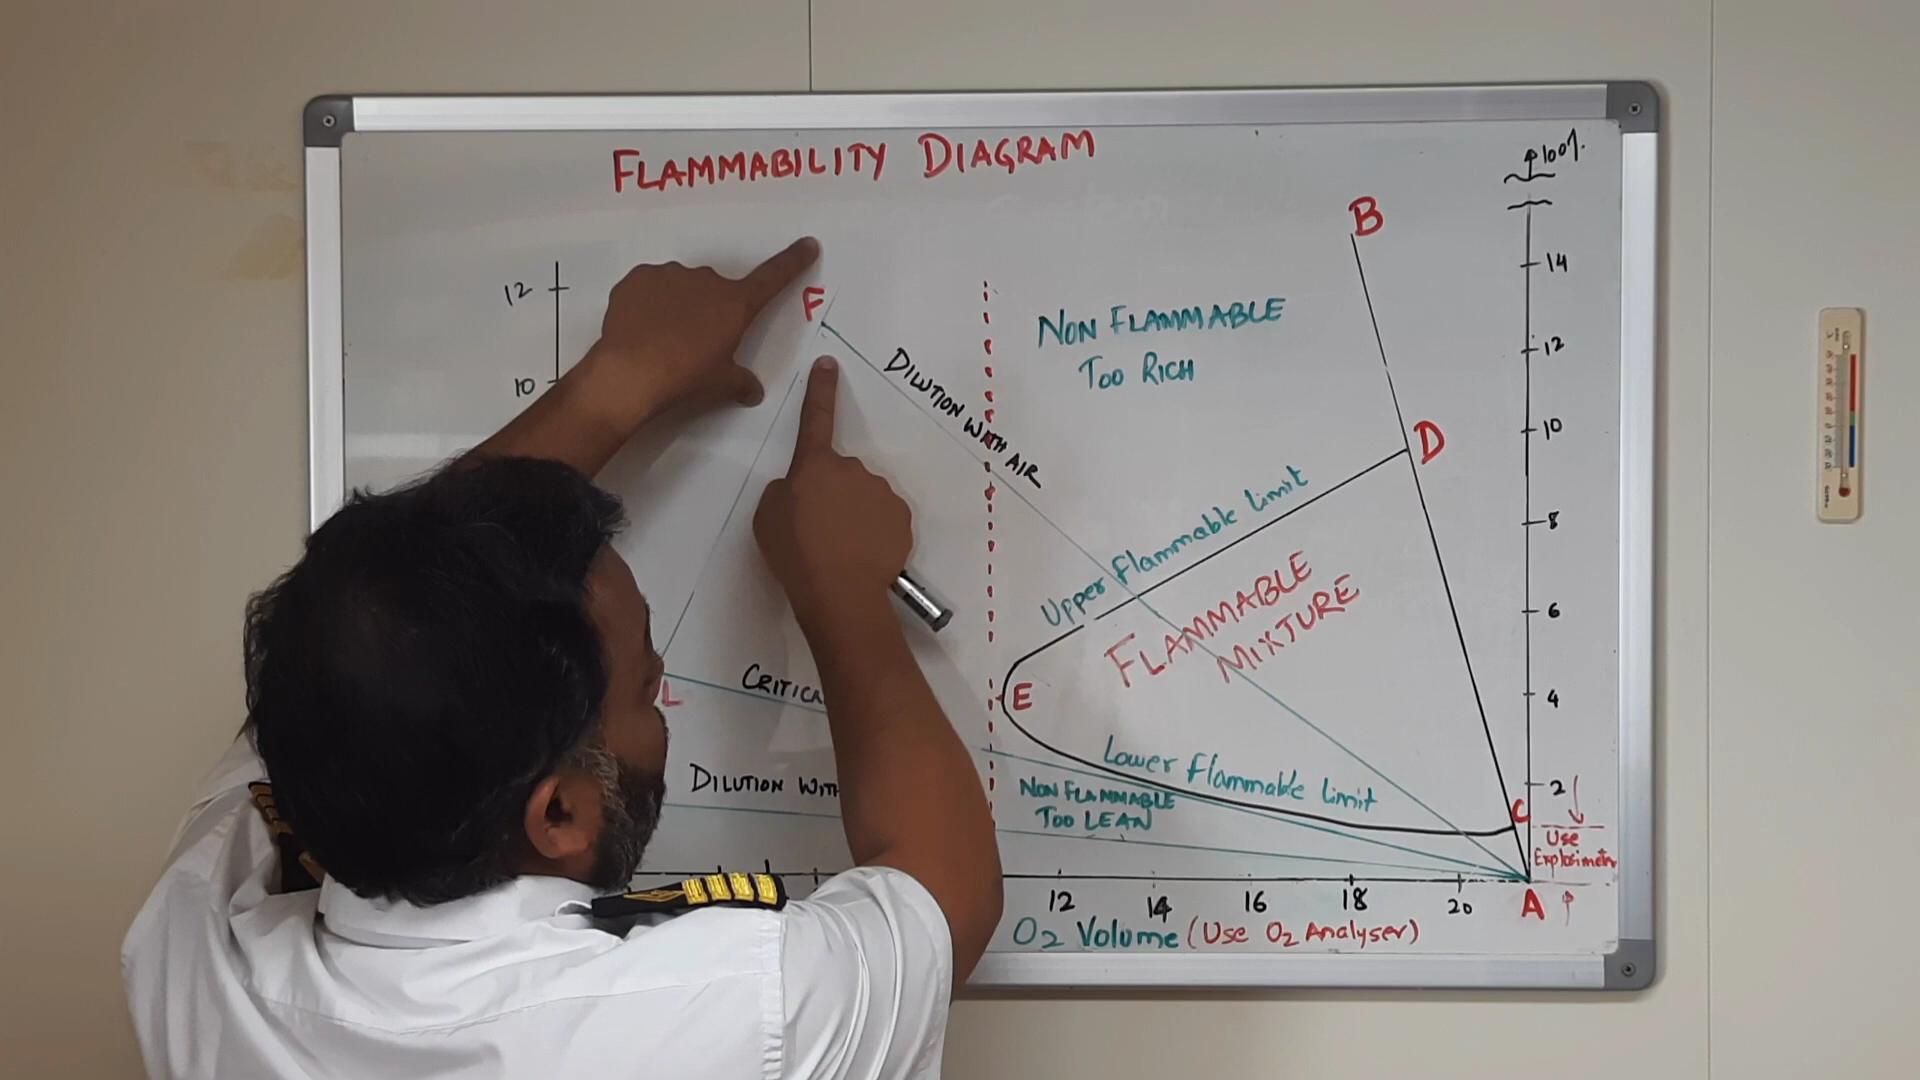 FLAMMABILITY DIAGRAM
100%
B
14
12
F
NON FLAMMABLE
TOO RICH
12
10
DILUTION WITH AIR
10
D
8
Upper Flammable Limit
6
FLAMMABLE
MIXTURE
L
CRITICA
E
4
Lower Flammable Limit
2
DILUTION WITH
NON FLAMMABLE
TOO LEAN
C
USE
Explosimeter
12
14
16
18
20
A
O2 Volume (Use O2 Analyser)